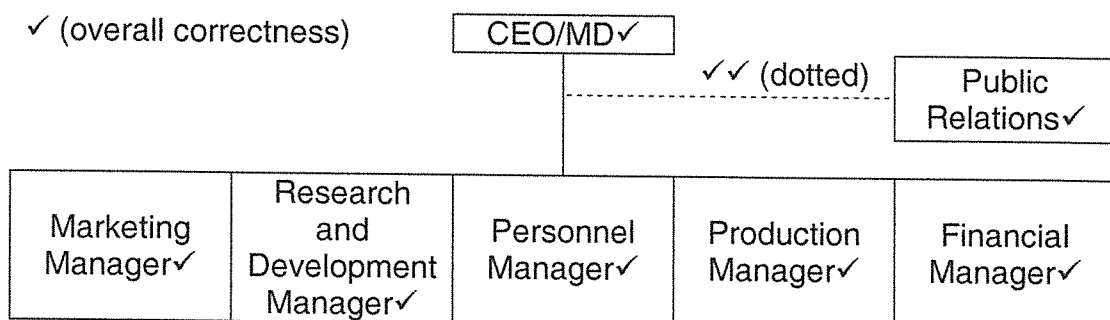 ✓ (overall correctness)
CEO/MD✓
✓✓ (dotted)
Public
Relations✓
Marketing
Manager✓
Research
and
Development
Manager✓
Personnel
Manager✓
Production
Manager✓
Financial
Manager✓